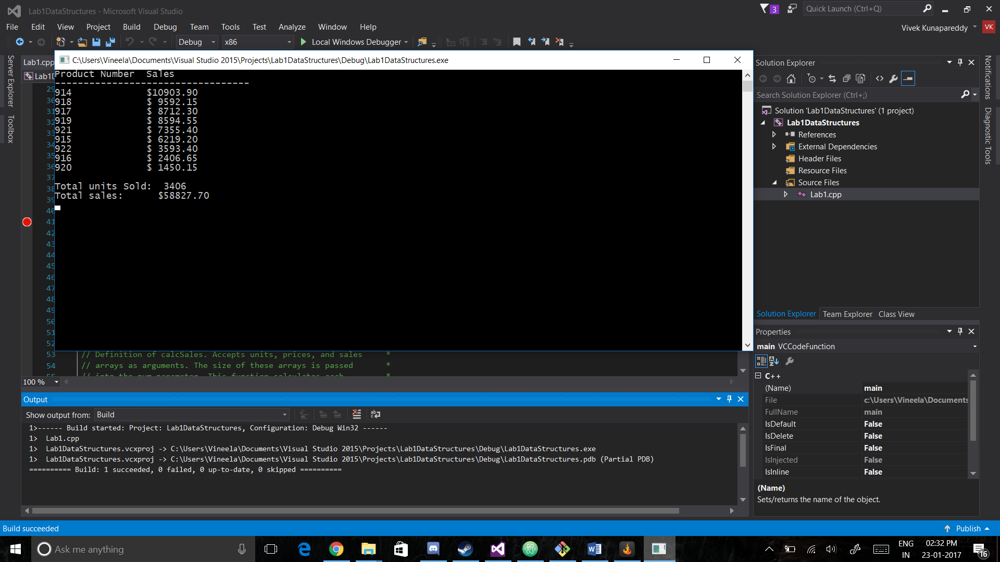 Lab1DataStructures - Microsoft Visual Studio
3
Quick Launch (Ctrl+Q)
File Edit View Project Build Debug Team Tools Test Analyze Window Help
Vivek Kunapareddy
VK
Debug x86 Local Windows Debugger
Server Explorer
Toolbox
Lab1.cpp
C:\Users\Vineela\Documents\Visual Studio 2015\Projects\Lab1DataStructures\Debug\Lab1DataStructures.exe
Product Number  Sales
----------------------------------
914 $10903.90
918 $ 9592.15
917 $ 8712.30
919 $ 8594.55
921 $ 7355.40
915 $ 6219.20
922 $ 3593.40
916 $ 2406.65
920 $ 1450.15
Total units Sold:  3406
Total sales: $58827.70
29
30
31
32
33
34
35
36
37
38
39
40
41
42
43
44
45
46
47
48
49
50
51
52
53 // Definition of calcSales. Accepts units, prices, and sales *
54 // arrays as arguments. The size of these arrays is passed *
55 // into the num parameter. This function calculates each *
100 %
Output
Show output from: Build
1>------ Build started: Project: Lab1DataStructures, Configuration: Debug Win32 ------
1>  Lab1.cpp
1>  Lab1DataStructures.vcxproj -> C:\Users\Vineela\Documents\Visual Studio 2015\Projects\Lab1DataStructures\Debug\Lab1DataStructures.exe
1>  Lab1DataStructures.vcxproj -> C:\Users\Vineela\Documents\Visual Studio 2015\Projects\Lab1DataStructures\Debug\Lab1DataStructures.pdb (Partial PDB)
========== Build: 1 succeeded, 0 failed, 0 up-to-date, 0 skipped ==========
Solution Explorer
Search Solution Explorer (Ctrl+;)
Solution 'Lab1DataStructures' (1 project)
Lab1DataStructures
References
External Dependencies
Header Files
Resource Files
Source Files
Lab1.cpp
Solution Explorer Team Explorer Class View
Properties
main VCCodeFunction
C++
(Name) main
File c:\Users\Vineela\Documents
FullName main
IsDefault False
IsDelete False
IsFinal False
IsInjected False
IsInline False
(Name)
Sets/returns the name of the object.
Notifications
Diagnostic Tools
Build succeeded
Publish
Ask me anything
ENG
IN
02:32 PM
23-01-2017
16